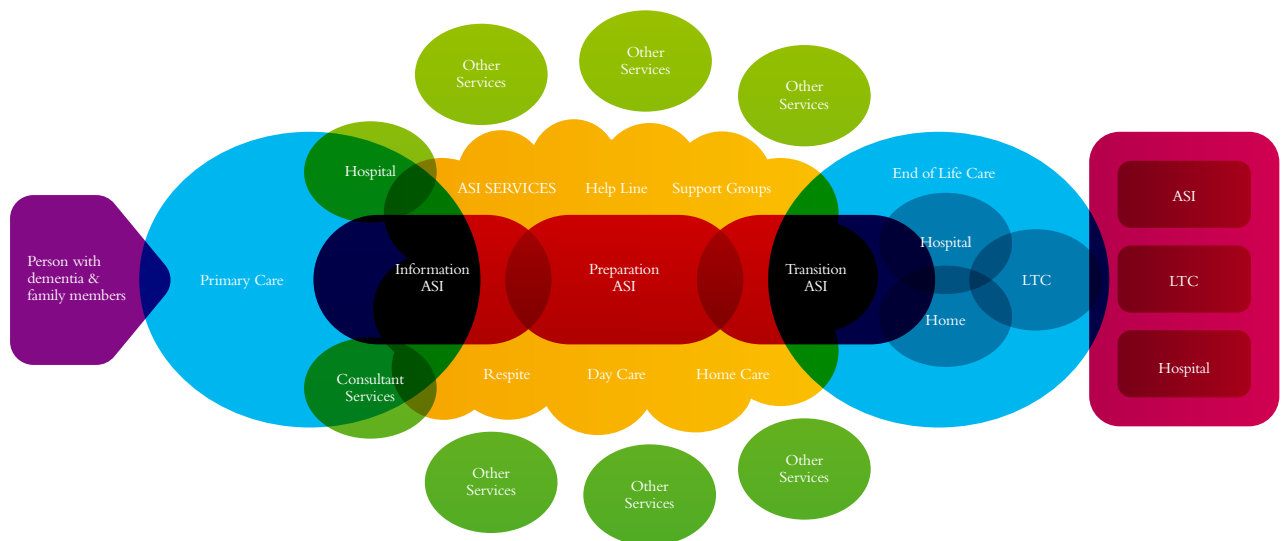 Other
Services
Other
Services
Other
Services
Hospital
ASI SERVICES
Help Line
Support Groups
End of Life Care
ASI
Person with
dementia &
family members
Primary Care
Information
ASI
Preparation
ASI
Transition
ASI
Hospital
LTC
Home
LTC
Consultant
Services
Respite
Day Care
Home Care
Hospital
Other
Services
Other
Services
Other
Services